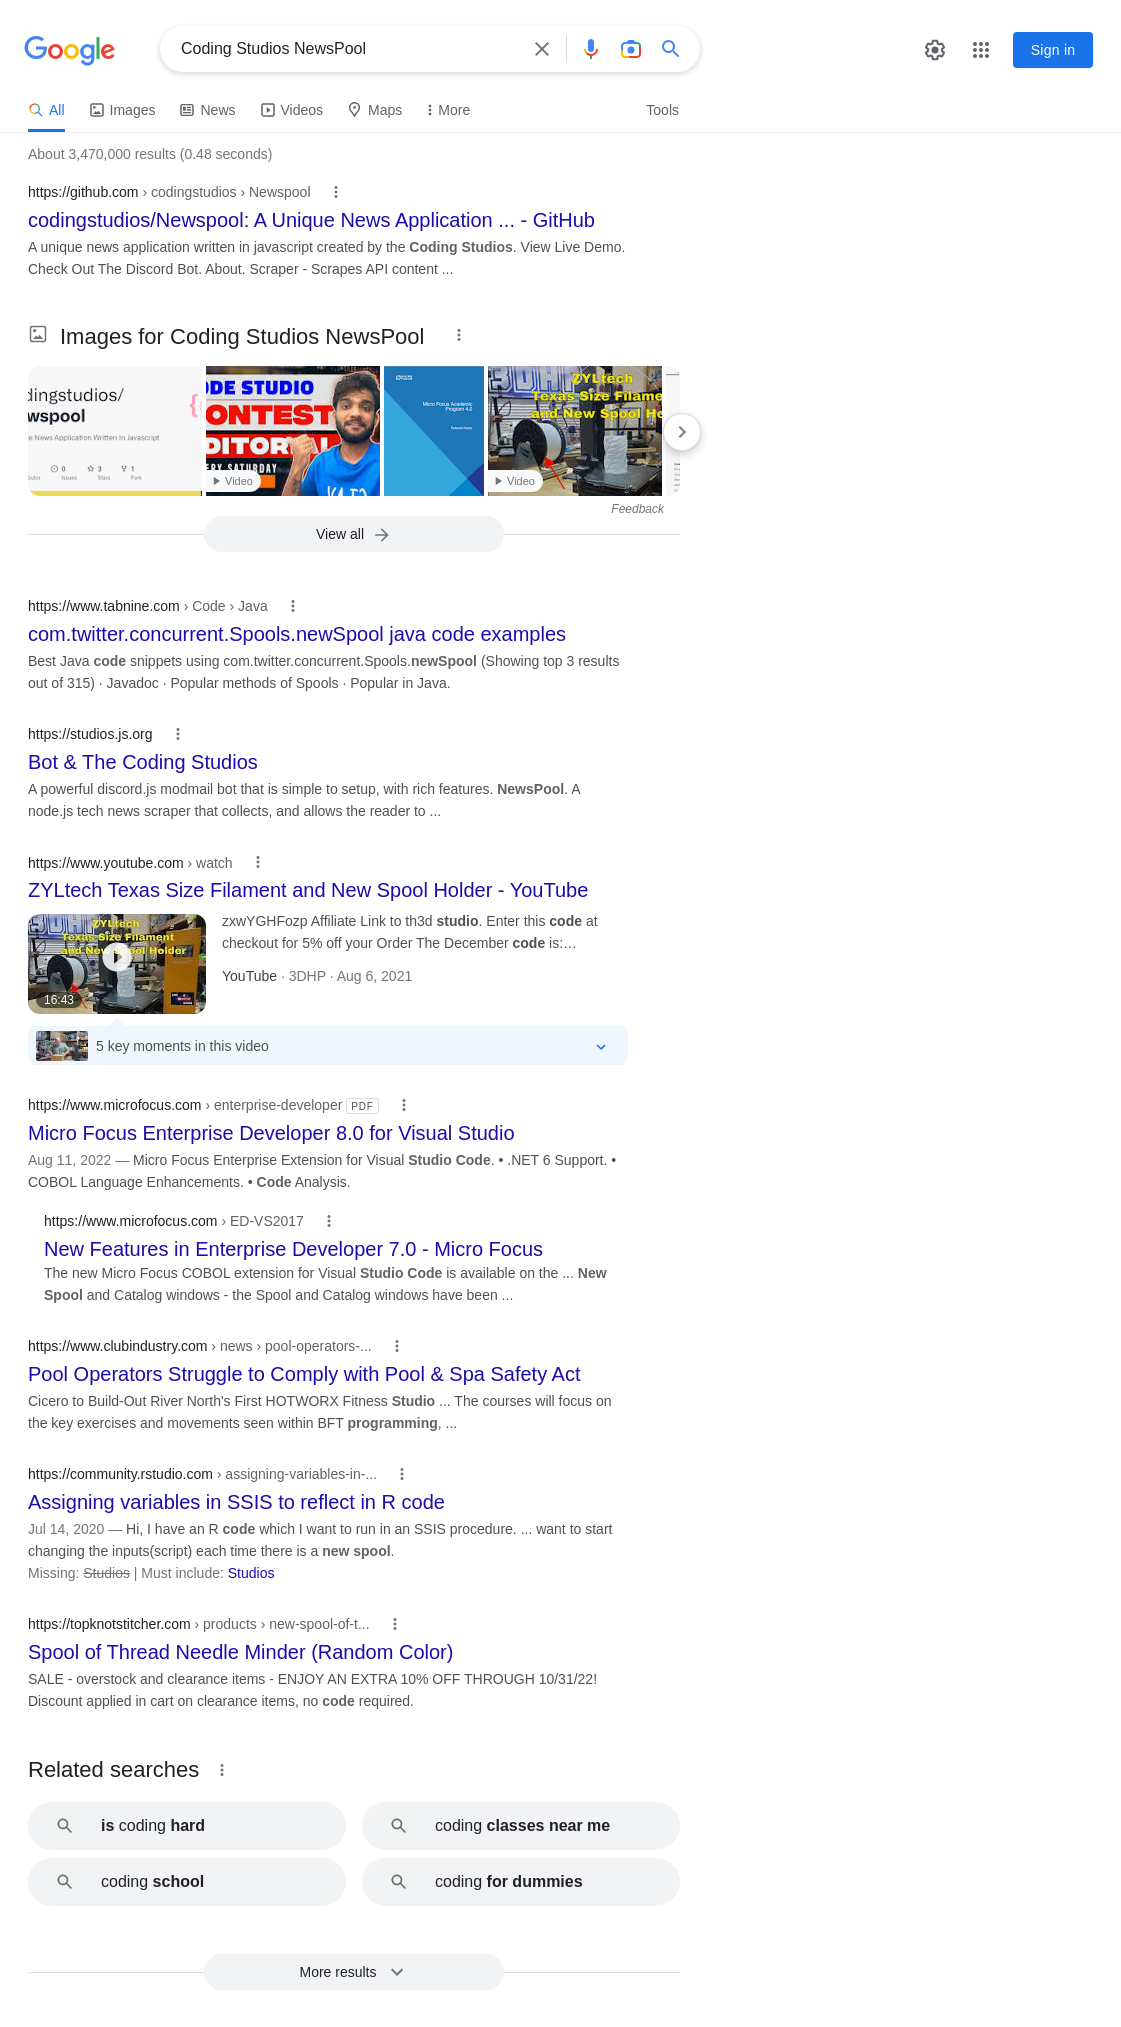 Google
Coding Studios NewsPool
Sign in
All
Images
News
Videos
Maps
More
Tools
About 3,470,000 results (0.48 seconds)
https://github.com › codingstudios › Newspool
codingstudios/Newspool: A Unique News Application ... - GitHub
A unique news application written in javascript created by the Coding Studios. View Live Demo.
Check Out The Discord Bot. About. Scraper - Scrapes API content ...
Images for Coding Studios NewsPool
dingstudios/
wspool
e News Application Written In Javascript
0
3
1
Issues
Stars
Fork
ODE STUDIO
CONTEST
EDITORIAL
ERY SATURDAY
Video
Micro Focus Academic
Program 4.0
Release Notes
ZYLtech
Texas Size Filame
and New Spool Ho
Video
Feedback
View all
https://www.tabnine.com › Code › Java
com.twitter.concurrent.Spools.newSpool java code examples
Best Java code snippets using com.twitter.concurrent.Spools.newSpool (Showing top 3 results
out of 315) · Javadoc · Popular methods of Spools · Popular in Java.
https://studios.js.org
Bot & The Coding Studios
A powerful discord.js modmail bot that is simple to setup, with rich features. NewsPool. A
node.js tech news scraper that collects, and allows the reader to ...
https://www.youtube.com › watch
ZYLtech Texas Size Filament and New Spool Holder - YouTube
ZYLtech
Texas Size Filament
and New Spool Holder
16:43
zxwYGHFozp Affiliate Link to th3d studio. Enter this code at
checkout for 5% off your Order The December code is:…
YouTube · 3DHP · Aug 6, 2021
5 key moments in this video
https://www.microfocus.com › enterprise-developer PDF
Micro Focus Enterprise Developer 8.0 for Visual Studio
Aug 11, 2022 — Micro Focus Enterprise Extension for Visual Studio Code. • .NET 6 Support. •
COBOL Language Enhancements. • Code Analysis.
https://www.microfocus.com › ED-VS2017
New Features in Enterprise Developer 7.0 - Micro Focus
The new Micro Focus COBOL extension for Visual Studio Code is available on the ... New
Spool and Catalog windows - the Spool and Catalog windows have been ...
https://www.clubindustry.com › news › pool-operators-...
Pool Operators Struggle to Comply with Pool & Spa Safety Act
Cicero to Build-Out River North's First HOTWORX Fitness Studio ... The courses will focus on
the key exercises and movements seen within BFT programming, ...
https://community.rstudio.com › assigning-variables-in-...
Assigning variables in SSIS to reflect in R code
Jul 14, 2020 — Hi, I have an R code which I want to run in an SSIS procedure. ... want to start
changing the inputs(script) each time there is a new spool.
Missing: Studios | Must include: Studios
https://topknotstitcher.com › products › new-spool-of-t...
Spool of Thread Needle Minder (Random Color)
SALE - overstock and clearance items - ENJOY AN EXTRA 10% OFF THROUGH 10/31/22!
Discount applied in cart on clearance items, no code required.
Related searches
is coding hard
coding classes near me
coding school
coding for dummies
More results